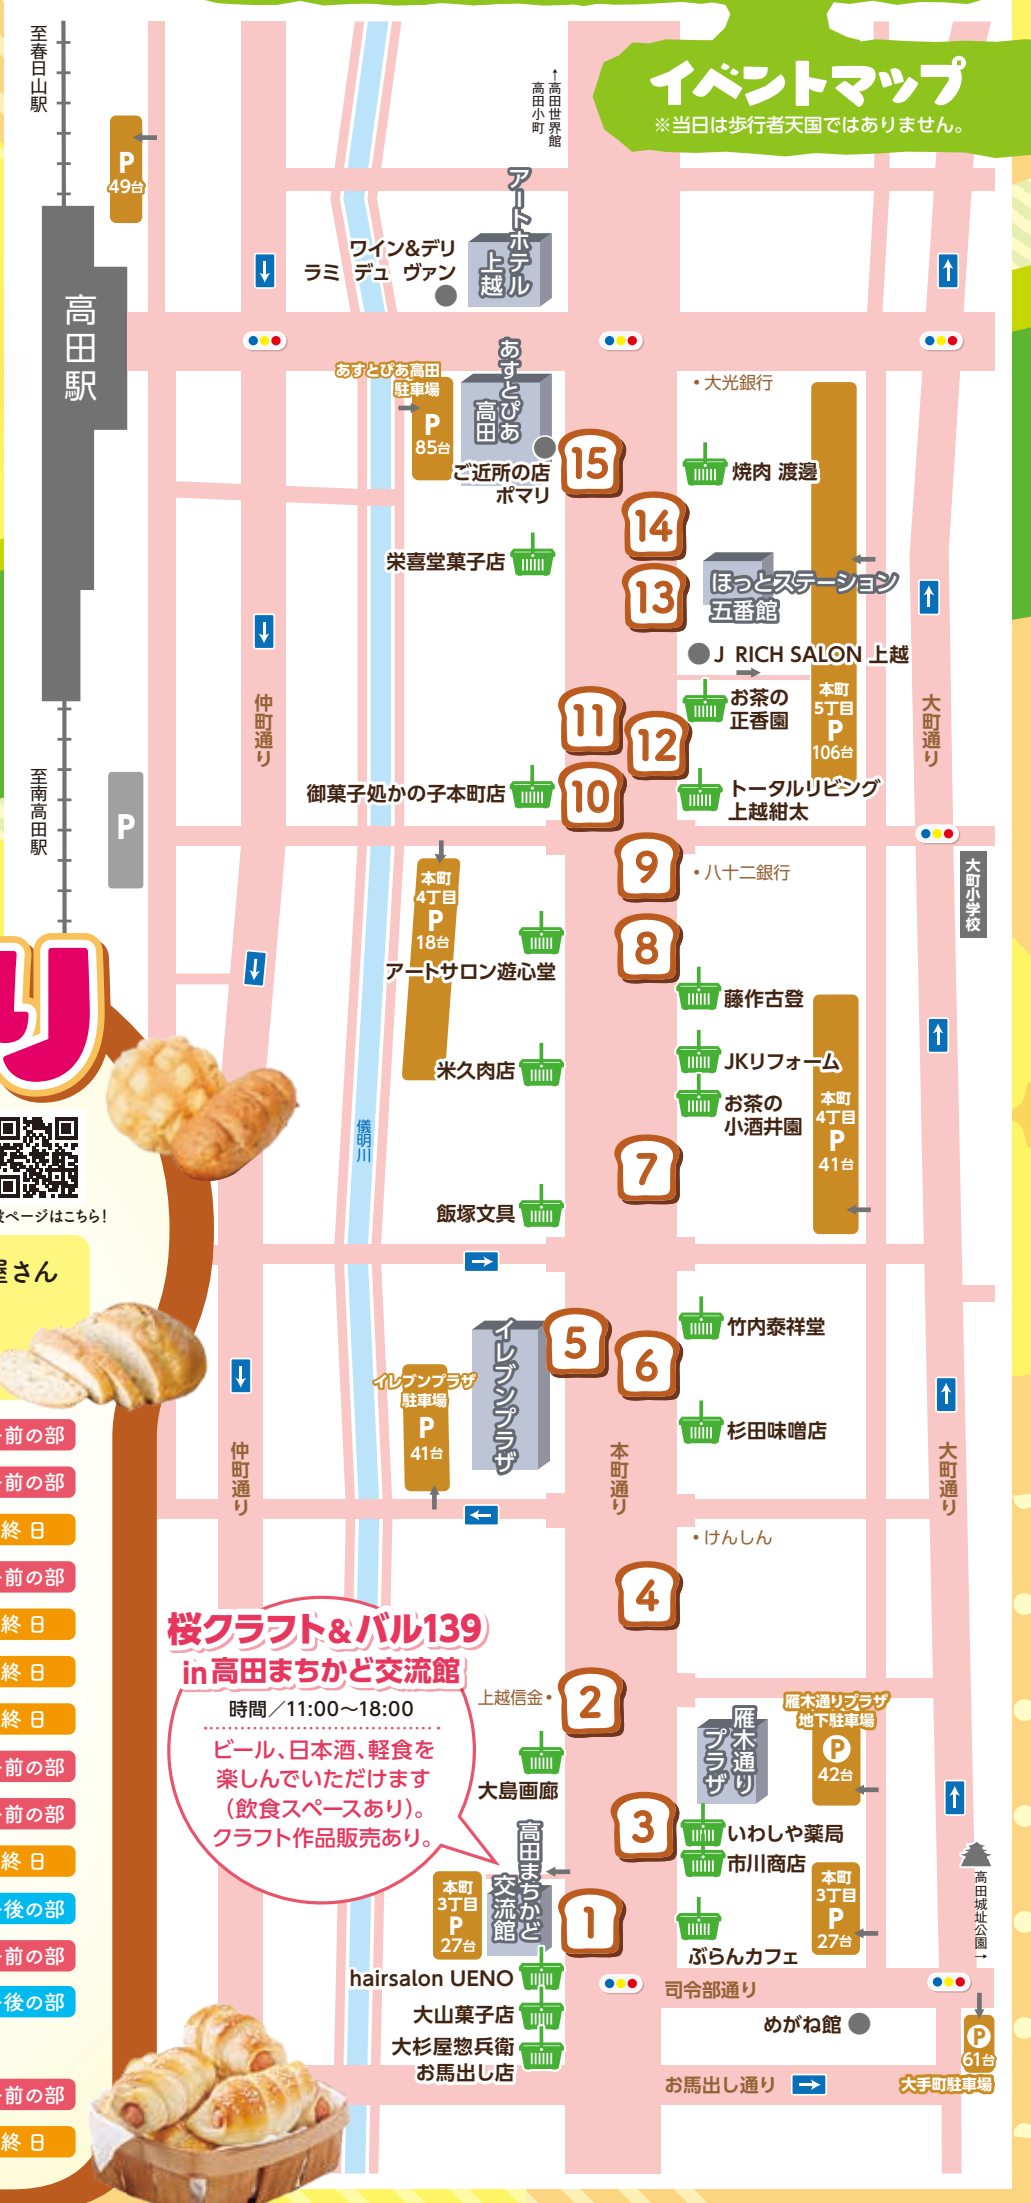 イベントマップ
※当日は歩行者天国ではありません。
至春日山駅
P
49台
←高田世界館
高田小町
アートホテル
上越
ワイン&デリ
ラミ デュ ヴァン
高田駅
あすとぴあ高田
駐車場
P
85台
あすとぴあ
高田
・大光銀行
ご近所の店
ポマリ
15
焼肉 渡邊
14
栄喜堂菓子店
13
ほっとステーション
五番館
J RICH SALON 上越
仲町通り
お茶の
正香園
本町
5丁目
P
106台
大町通り
11
12
至南高田駅
P
御菓子処かの子本町店
10
トータルリビング
上越紺太
9
・八十二銀行
大町小学校
本町
4丁目
P
18台
8
アートサロン遊心堂
藤作古登
米久肉店
JKリフォーム
お茶の
小酒井園
本町
4丁目
P
41台
儀明川
7
飯塚文具
り
ページはこちら!
屋さん
イレブンプラザ
5
6
竹内泰祥堂
イレブンプラザ
駐車場
P
41台
杉田味噌店
仲町通り
本町通り
大町通り
・けんしん
4
前の部
前の部
終日
前の部
終日
終日
終日
前の部
前の部
終日
後の部
前の部
後の部
前の部
終日
桜クラフト&バル139
in高田まちかど交流館
時間/11:00〜18:00
ビール、日本酒、軽食を
楽しんでいただけます
(飲食スペースあり)。
クラフト作品販売あり。
上越信金・
2
雁木通り
プラザ
雁木通りプラザ
地下駐車場
P
42台
大島画廊
3
いわしや薬局
市川商店
高田まちかど
交流館
本町
3丁目
P
27台
1
ぶらんカフェ
本町
3丁目
P
27台
高田城址公園→
hairsalon UENO
司令部通り
大山菓子店
めがね館
大杉屋惣兵衛
お馬出し店
P
61台
大手町駐車場
お馬出し通り